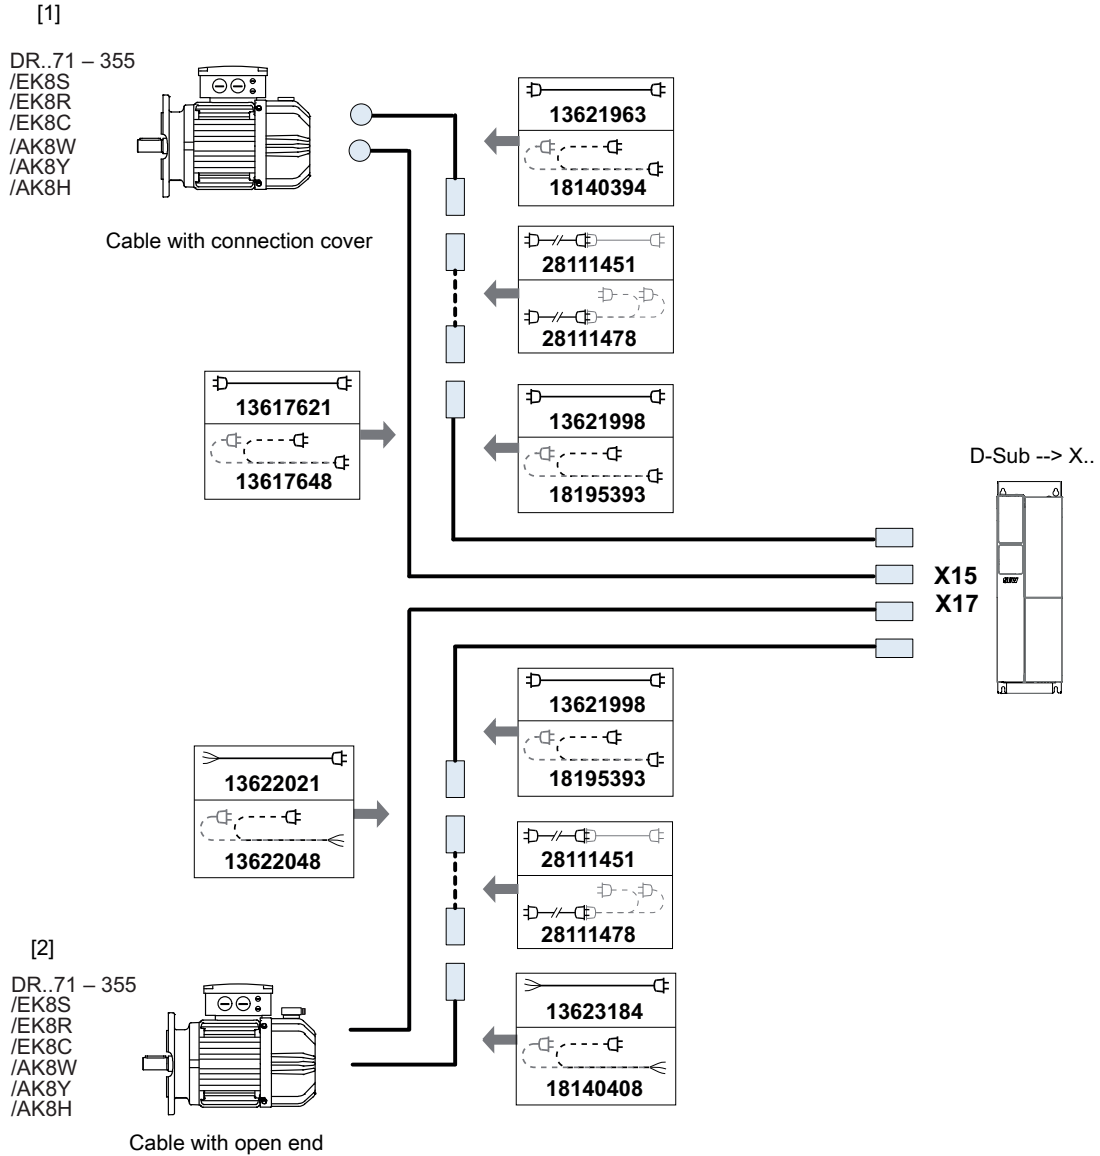 [1]
DR..71 – 355
/EK8S
/EK8R
/EK8C
/AK8W
/AK8Y
/AK8H
Cable with connection cover
13621963
18140394
28111451
28111478
13617621
13617648
13621998
18195393
D-Sub --> X..
X15
X17
SEW
13621998
18195393
13622021
13622048
28111451
28111478
[2]
DR..71 – 355
/EK8S
/EK8R
/EK8C
/AK8W
/AK8Y
/AK8H
13623184
18140408
Cable with open end